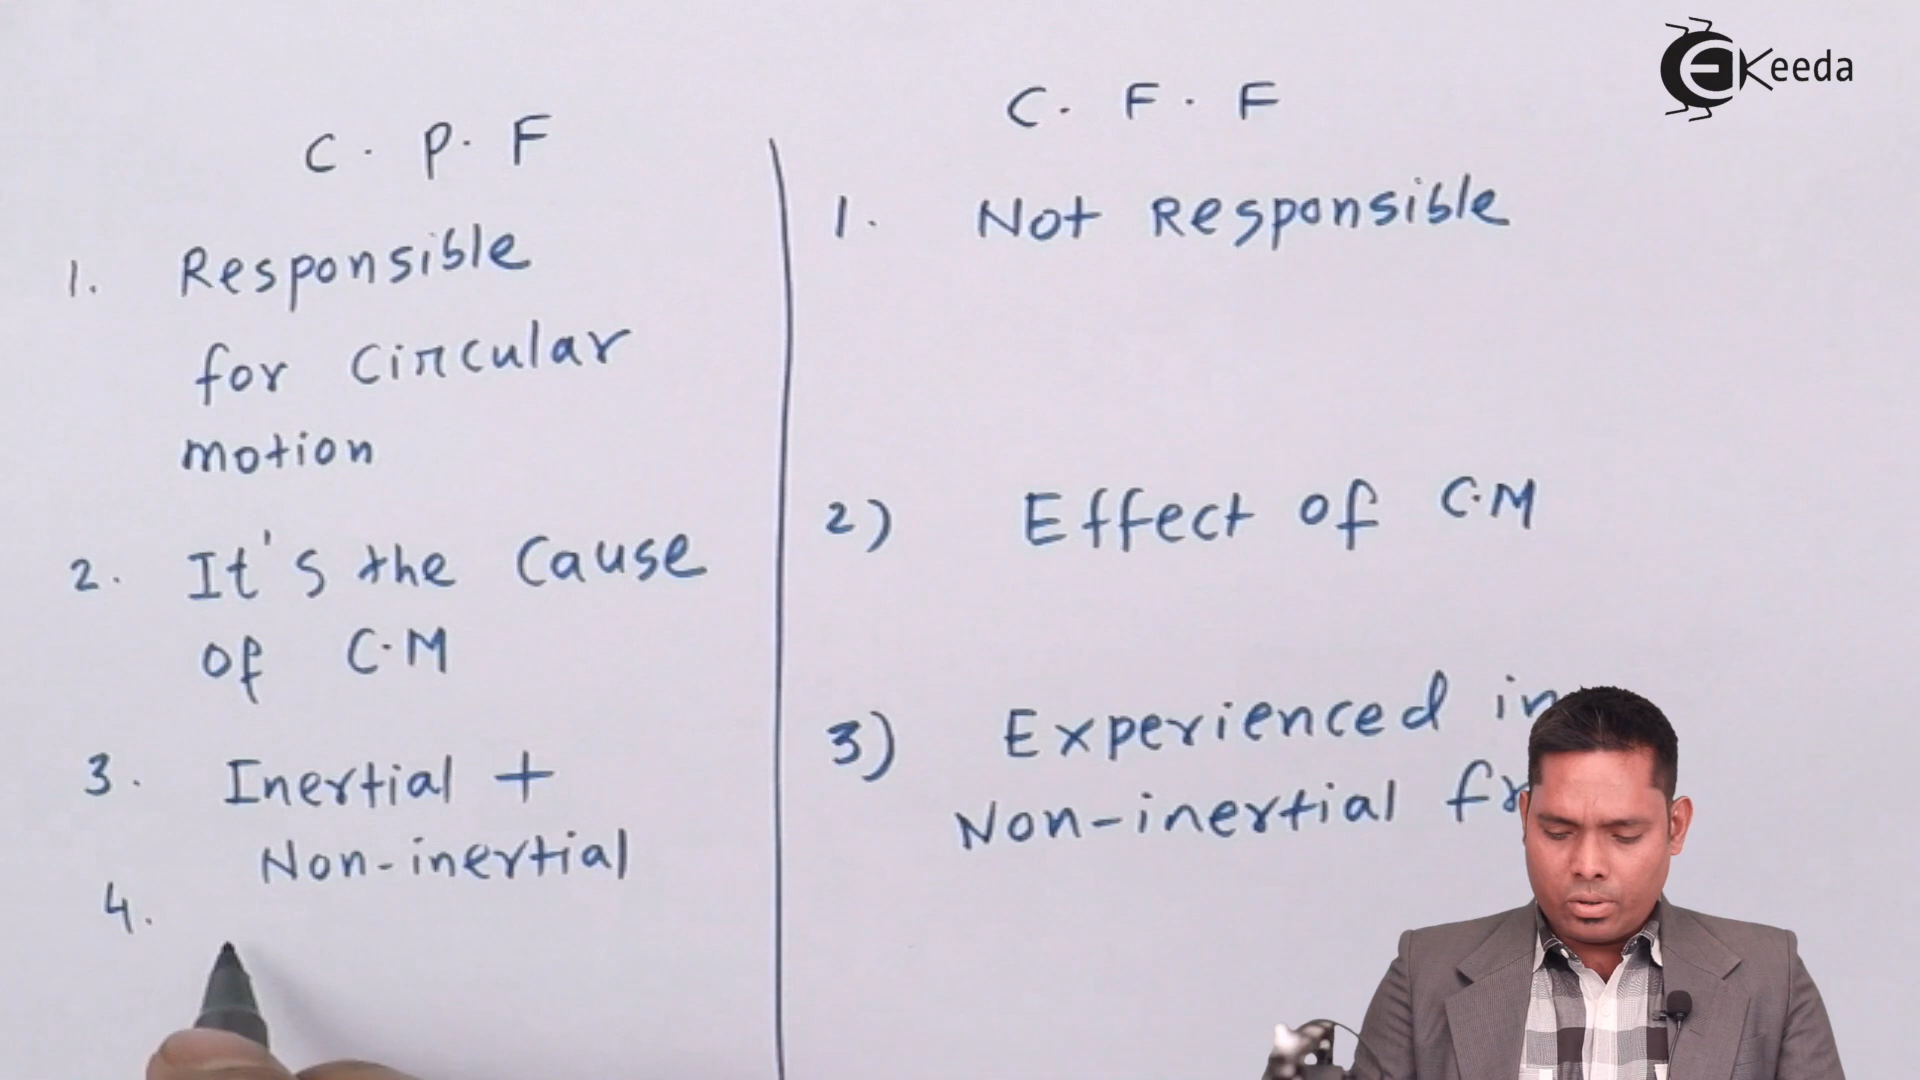 EKeeda
C. P. F
1. Responsible
for circular
motion
2. It's the Cause
of C.M
3. Inertial +
Non-inertial
4.
C. F. F
1. Not Responsible
2) Effect of C.M
3) Experienced in
Non-inertial